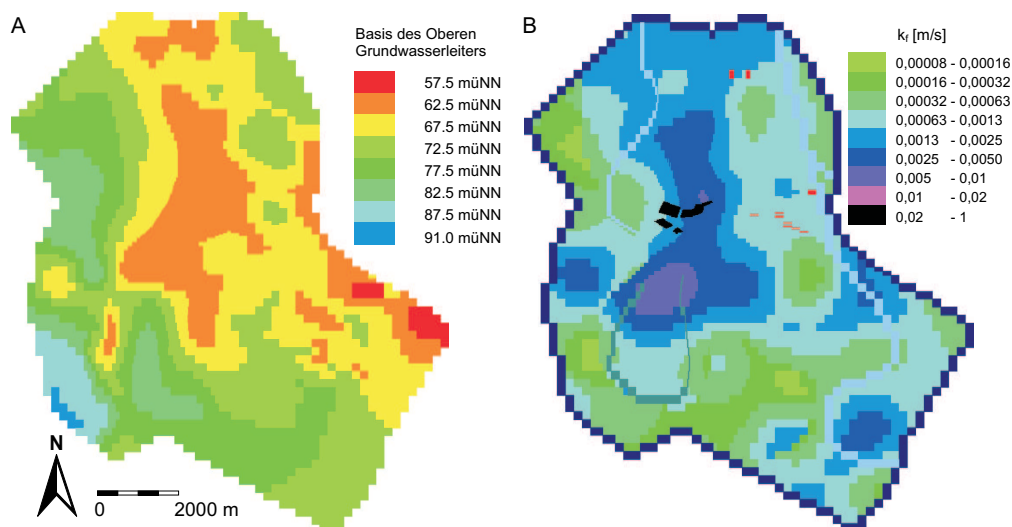 A
Basis des Oberen
Grundwasserleiters
57.5 müNN
62.5 müNN
67.5 müNN
72.5 müNN
77.5 müNN
82.5 müNN
87.5 müNN
91.0 müNN
N
0 2000 m
B
kf [m/s]
0,00008 - 0,00016
0,00016 - 0,00032
0,00032 - 0,00063
0,00063 - 0,0013
0,0013 - 0,0025
0,0025 - 0,0050
0,005 - 0,01
0,01 - 0,02
0,02 - 1